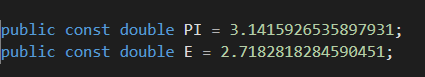 public const double PI = 3.1415926535897931;
public const double E = 2.7182818284590451;